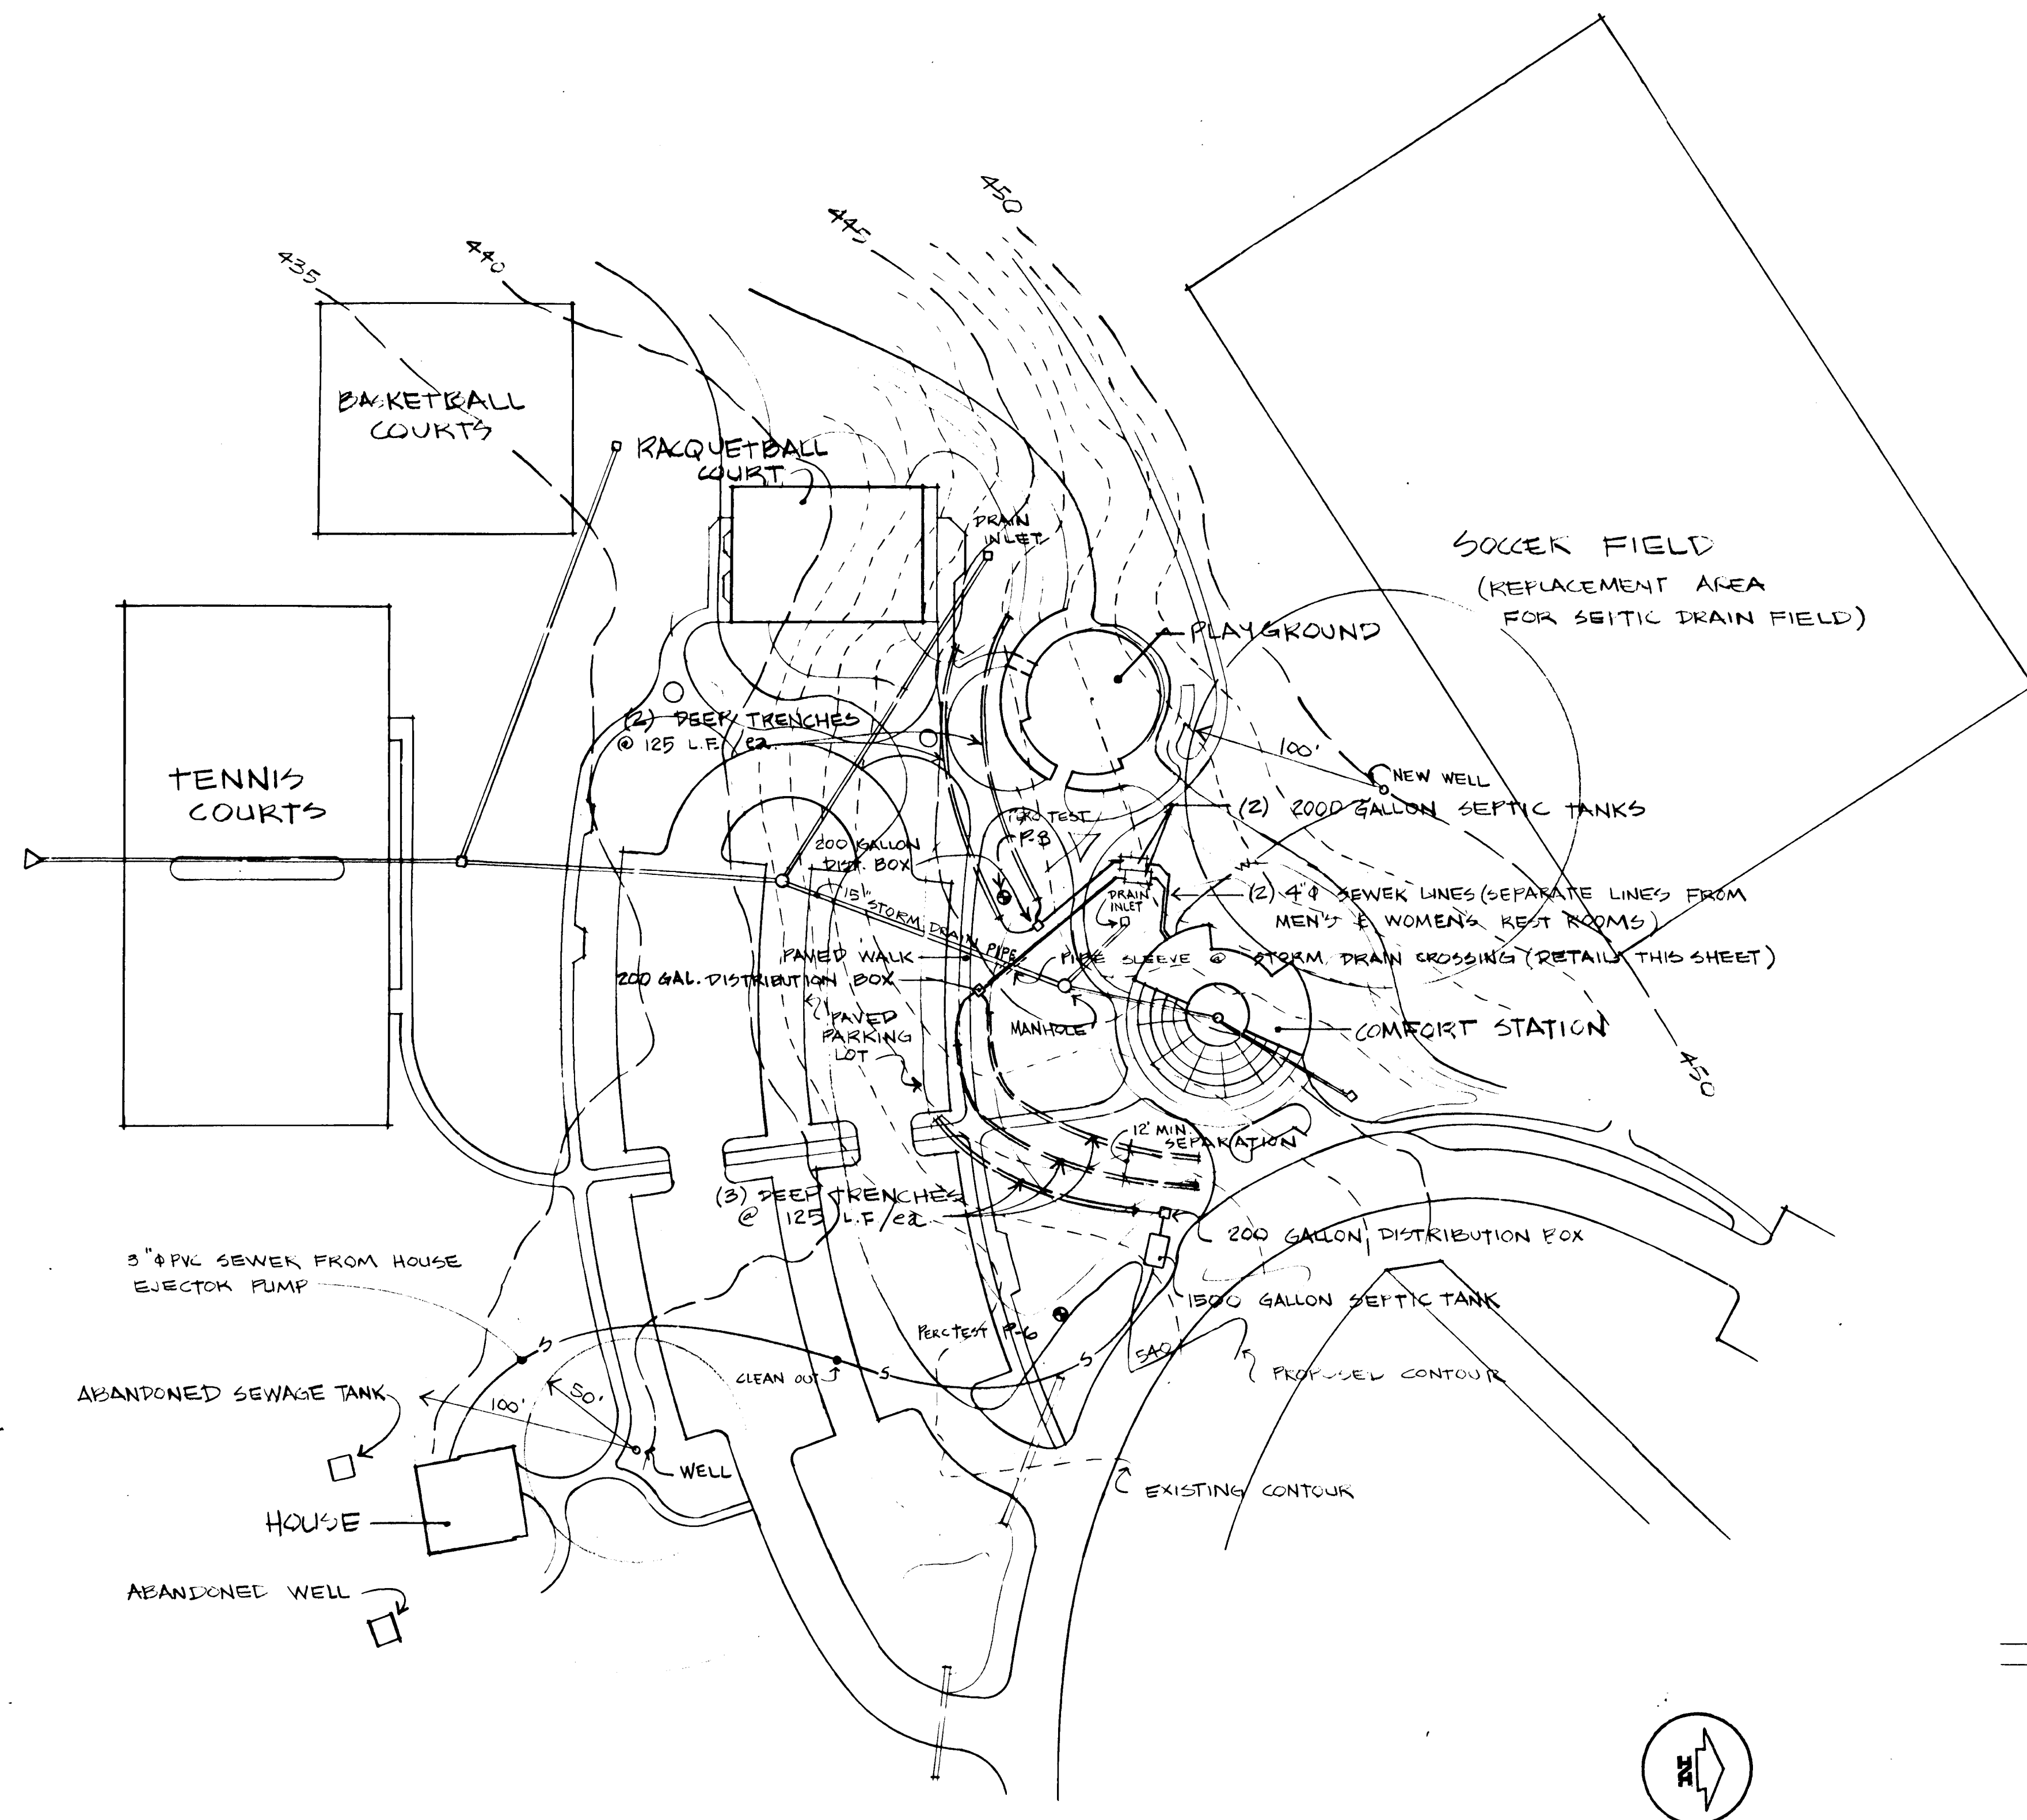 450
445
440
435
BASKETBALL
COURTS
RACQUETBALL
COURT
DRAIN
INLET
SOCCER FIELD
(REPLACEMENT AREA
FOR SEPTIC DRAIN FIELD)
PLAYGROUND
(2) DEEP TRENCHES
@ 125 L.F./ea.
100'
NEW WELL
TENNIS
COURTS
(2) 2000 GALLON SEPTIC TANKS
PERC TEST
P-8
200 GALLON
DIST. BOX
W
15" STORM DRAIN PIPE
DRAIN
INLET
(2) 4"Φ SEWER LINES (SEPARATE LINES FROM
MEN'S & WOMEN'S REST ROOMS)
PAVED WALK
PIPE SLEEVE @ STORM DRAIN CROSSING (DETAIL THIS SHEET)
200 GAL. DISTRIBUTION BOX
PAVED
PARKING
LOT
MANHOLE
COMFORT STATION
450
12' MIN.
SEPARATION
(3) DEEP TRENCHES
@ 125 L.F/ea.
200 GALLON DISTRIBUTION BOX
3"Φ PVC SEWER FROM HOUSE
EJECTOR PUMP
1500 GALLON SEPTIC TANK
PERC TEST P-6
S
S
S
540
PROPOSED CONTOUR
CLEAN OUT
ABANDONED SEWAGE TANK
100'
50'
WELL
EXISTING CONTOUR
HOUSE
ABANDONED WELL
N